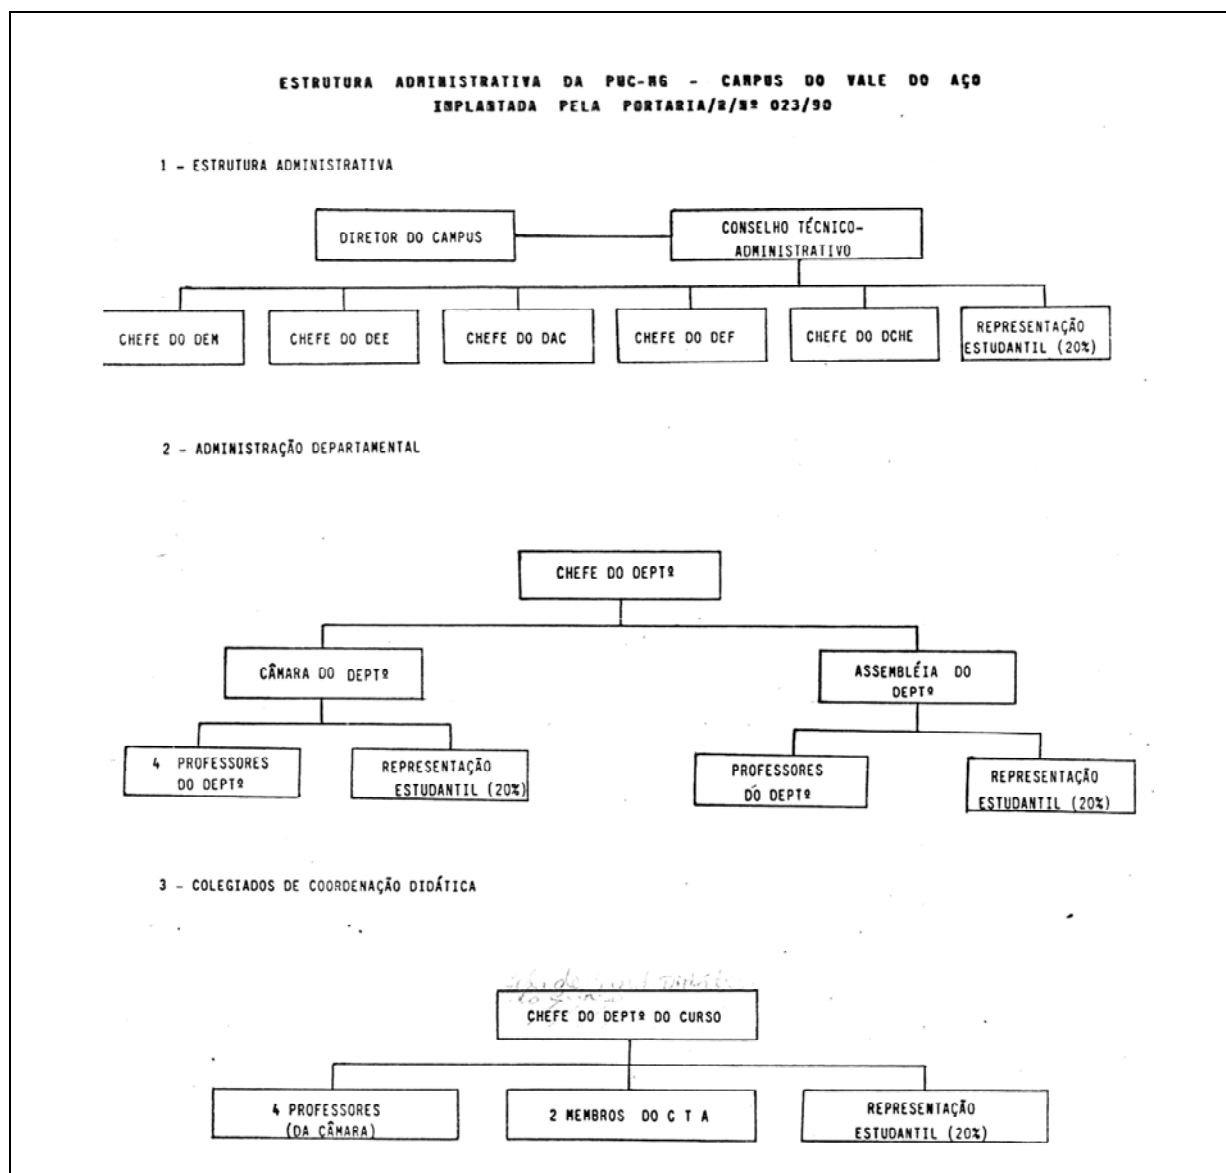 ESTRUTURA ADMINISTRATIVA DA PUC-MG - CAMPUS DO VALE DO AÇO
IMPLANTADA PELA PORTARIA/R/Nº 023/90
1 - ESTRUTURA ADMINISTRATIVA
DIRETOR DO CAMPUS
CONSELHO TÉCNICO-
ADMINISTRATIVO
CHEFE DO DEM
CHEFE DO DEE
CHEFE DO DAC
CHEFE DO DEF
CHEFE DO DCHE
REPRESENTAÇÃO
ESTUDANTIL (20%)
2 - ADMINISTRAÇÃO DEPARTAMENTAL
CHEFE DO DEPTº
CÂMARA DO DEPTº
ASSEMBLÉIA DO
DEPTº
4 PROFESSORES
DO DEPTº
REPRESENTAÇÃO
ESTUDANTIL (20%)
PROFESSORES
DO DEPTº
REPRESENTAÇÃO
ESTUDANTIL (20%)
3 - COLEGIADOS DE COORDENAÇÃO DIDÁTICA
CHEFE DO DEPTº DO CURSO
4 PROFESSORES
(DA CÂMARA)
2 MEMBROS DO C T A
REPRESENTAÇÃO
ESTUDANTIL (20%)